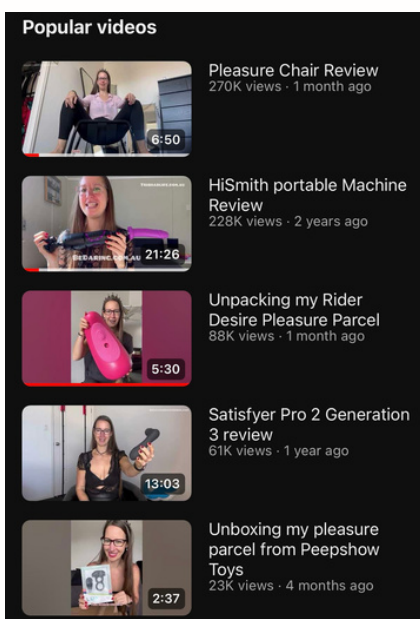 Popular videos
Pleasure Chair Review
270K views · 1 month ago
6:50
HiSmith portable Machine
Review
228K views · 2 years ago
BeDaring.com.au
21:26
Unpacking my Rider
Desire Pleasure Parcel
88K views · 1 month ago
5:30
Satisfyer Pro 2 Generation
3 review
61K views · 1 year ago
13:03
Unboxing my pleasure
parcel from Peepshow
Toys
23K views · 4 months ago
2:37